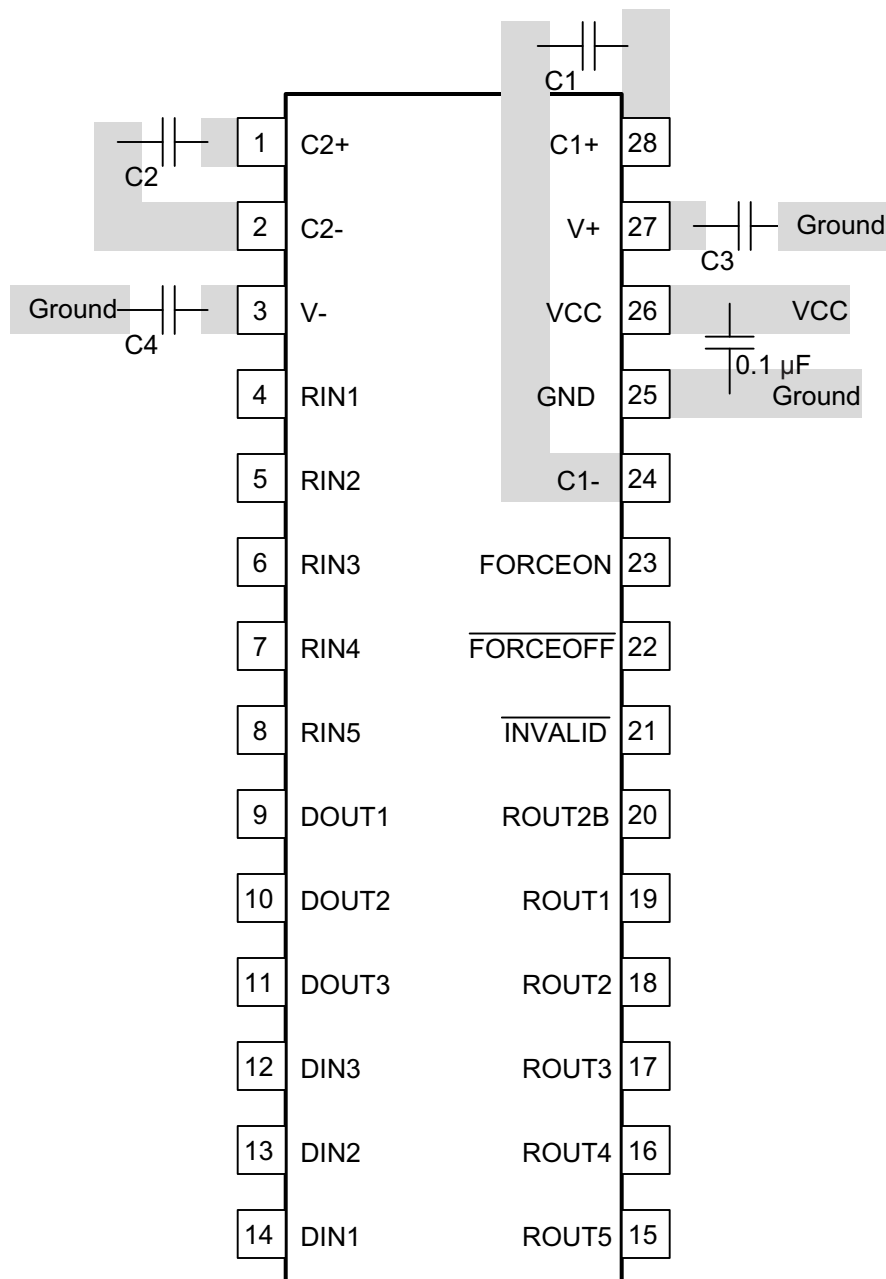 C1
1 C2+ C1+ 28
C2
2 C2- V+ 27 Ground
C3
Ground 3 V- VCC 26 VCC
C4
0.1 µF
4 RIN1 GND 25 Ground
5 RIN2 C1- 24
6 RIN3 FORCEON 23
7 RIN4 FORCEOFF 22
8 RIN5 INVALID 21
9 DOUT1 ROUT2B 20
10 DOUT2 ROUT1 19
11 DOUT3 ROUT2 18
12 DIN3 ROUT3 17
13 DIN2 ROUT4 16
14 DIN1 ROUT5 15